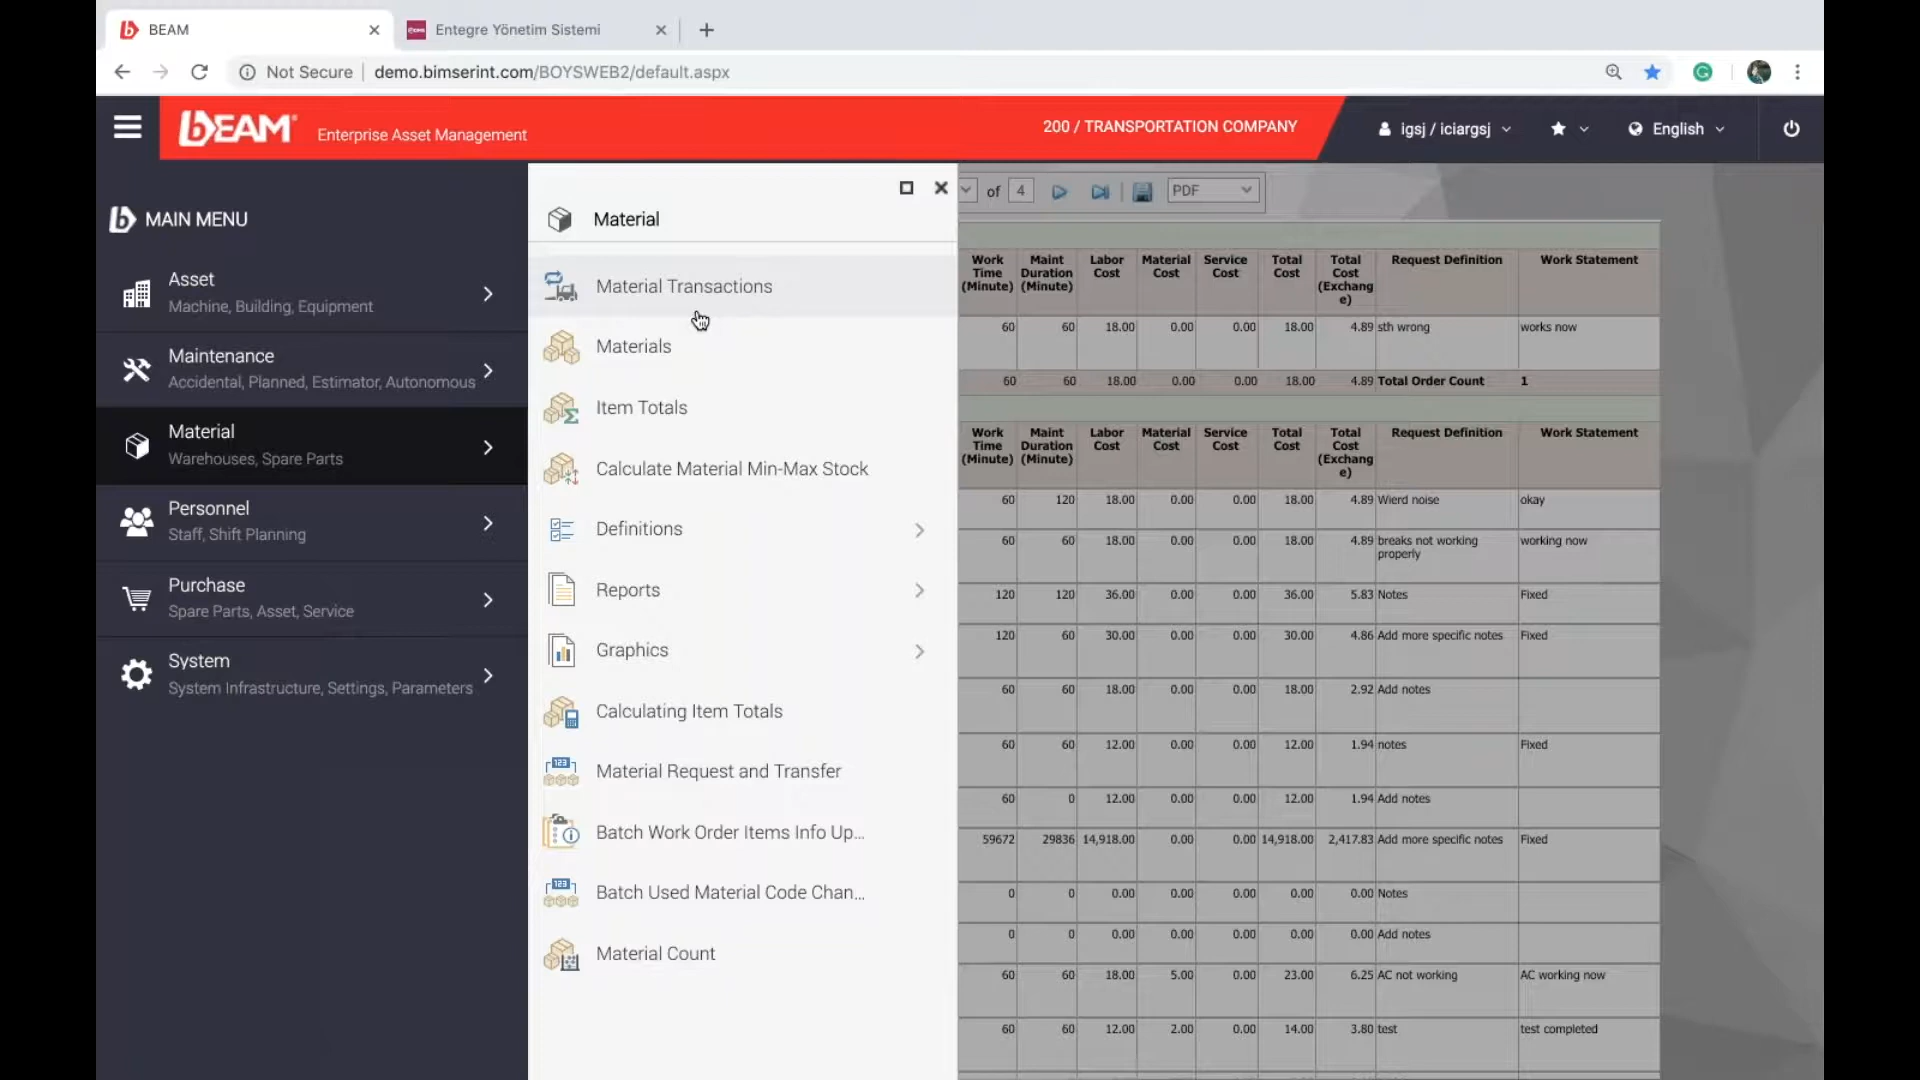 BEAM
Entegre Yönetim Sistemi
Not Secure
demo.bimserint.com/BOYSWEB2/default.aspx
bEAM
Enterprise Asset Management
200 / TRANSPORTATION COMPANY
igsj / iciargsj
English
MAIN MENU
Asset
Machine, Building, Equipment
Maintenance
Accidental, Planned, Estimator, Autonomous
Material
Warehouses, Spare Parts
Personnel
Staff, Shift Planning
Purchase
Spare Parts, Asset, Service
System
System Infrastructure, Settings, Parameters
Material
Material Transactions
Materials
Item Totals
Calculate Material Min-Max Stock
Definitions
Reports
Graphics
Calculating Item Totals
Material Request and Transfer
Batch Work Order Items Info Up...
Batch Used Material Code Chan...
Material Count
of 4 PDF
Work Time (Minute) Maint Duration (Minute) Labor Cost Material Cost Service Cost Total Cost Total Cost (Exchang e) Request Definition Work Statement
60 60 18.00 0.00 0.00 18.00 4.89 sth wrong works now
60 60 18.00 0.00 0.00 18.00 4.89 Total Order Count 1
Work Time (Minute) Maint Duration (Minute) Labor Cost Material Cost Service Cost Total Cost Total Cost (Exchang e) Request Definition Work Statement
60 120 18.00 0.00 0.00 18.00 4.89 Wierd noise okay
60 60 18.00 0.00 0.00 18.00 4.89 breaks not working properly working now
120 120 36.00 0.00 0.00 36.00 5.83 Notes Fixed
120 60 30.00 0.00 0.00 30.00 4.86 Add more specific notes Fixed
60 60 18.00 0.00 0.00 18.00 2.92 Add notes
60 60 12.00 0.00 0.00 12.00 1.94 notes Fixed
60 0 12.00 0.00 0.00 12.00 1.94 Add notes
59672 29836 14,918.00 0.00 0.00 14,918.00 2,417.83 Add more specific notes Fixed
0 0 0.00 0.00 0.00 0.00 0.00 Notes
0 0 0.00 0.00 0.00 0.00 0.00 Add notes
60 60 18.00 5.00 0.00 23.00 6.25 AC not working AC working now
60 60 12.00 2.00 0.00 14.00 3.80 test test completed